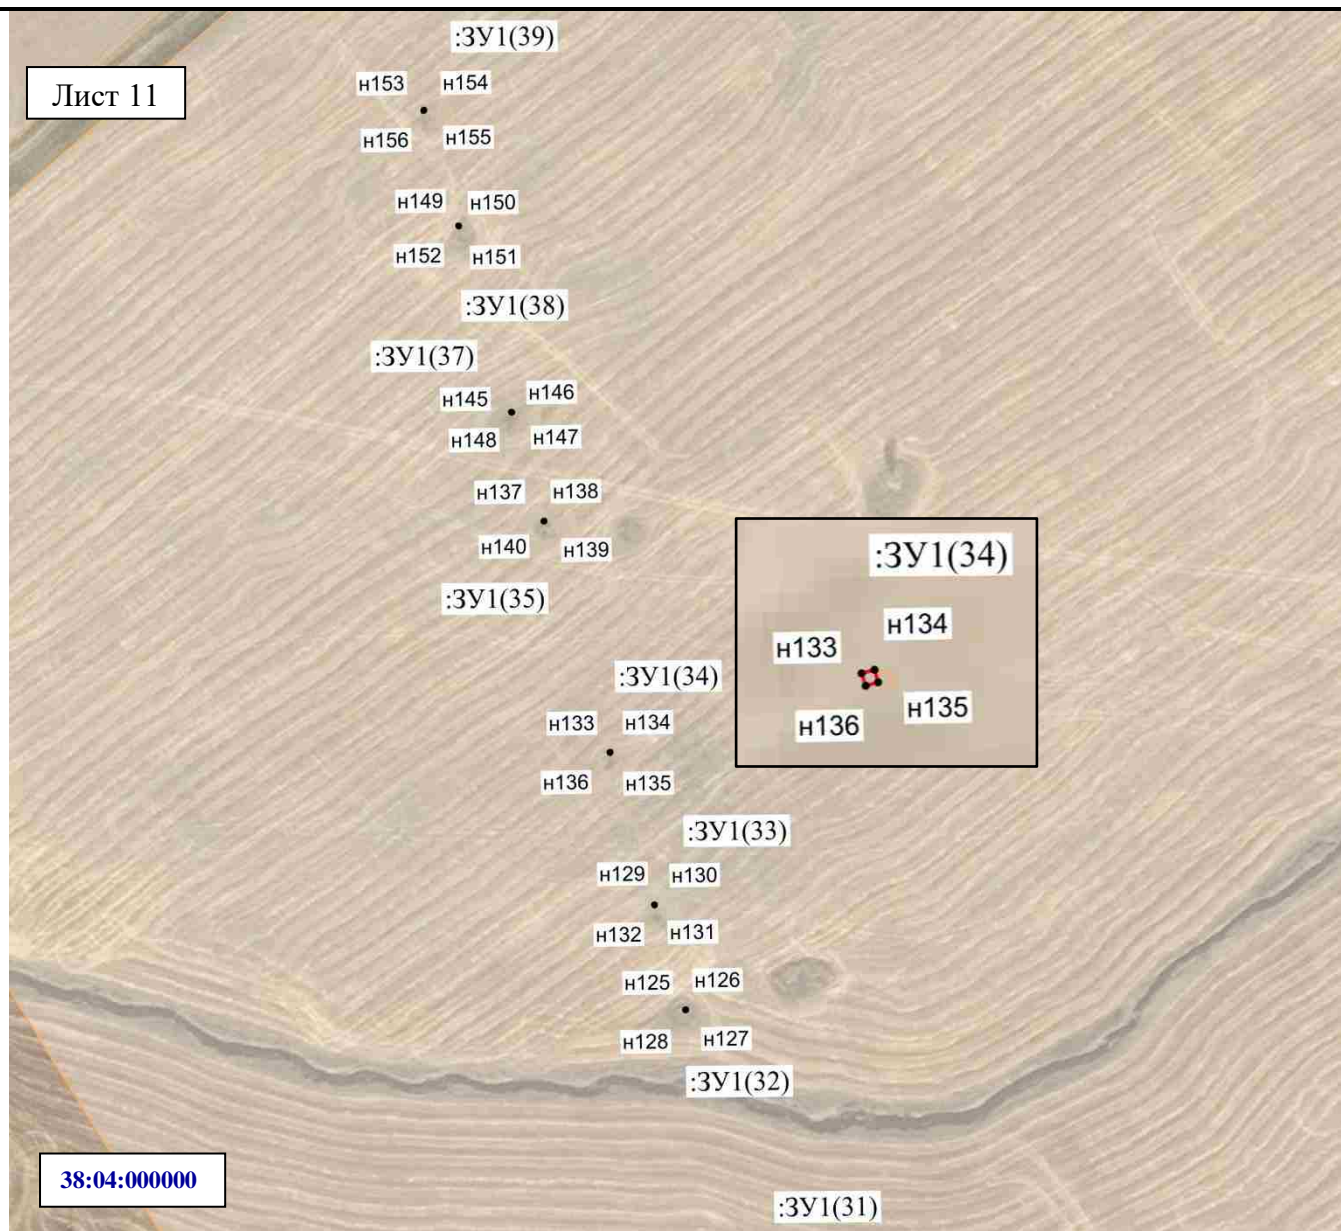 :ЗУ1(39)
н153 н154
Лист 11
н156 н155
н149 н150
н152 н151
:ЗУ1(38)
:ЗУ1(37)
н145 н146
н148 н147
н137 н138
н140 н139
:ЗУ1(35)
:ЗУ1(34)
н134
н133
н135
н136
:ЗУ1(34)
н133 н134
н136 н135
:ЗУ1(33)
н129 н130
н132 н131
н125 н126
н128 н127
:ЗУ1(32)
38:04:000000
:ЗУ1(31)